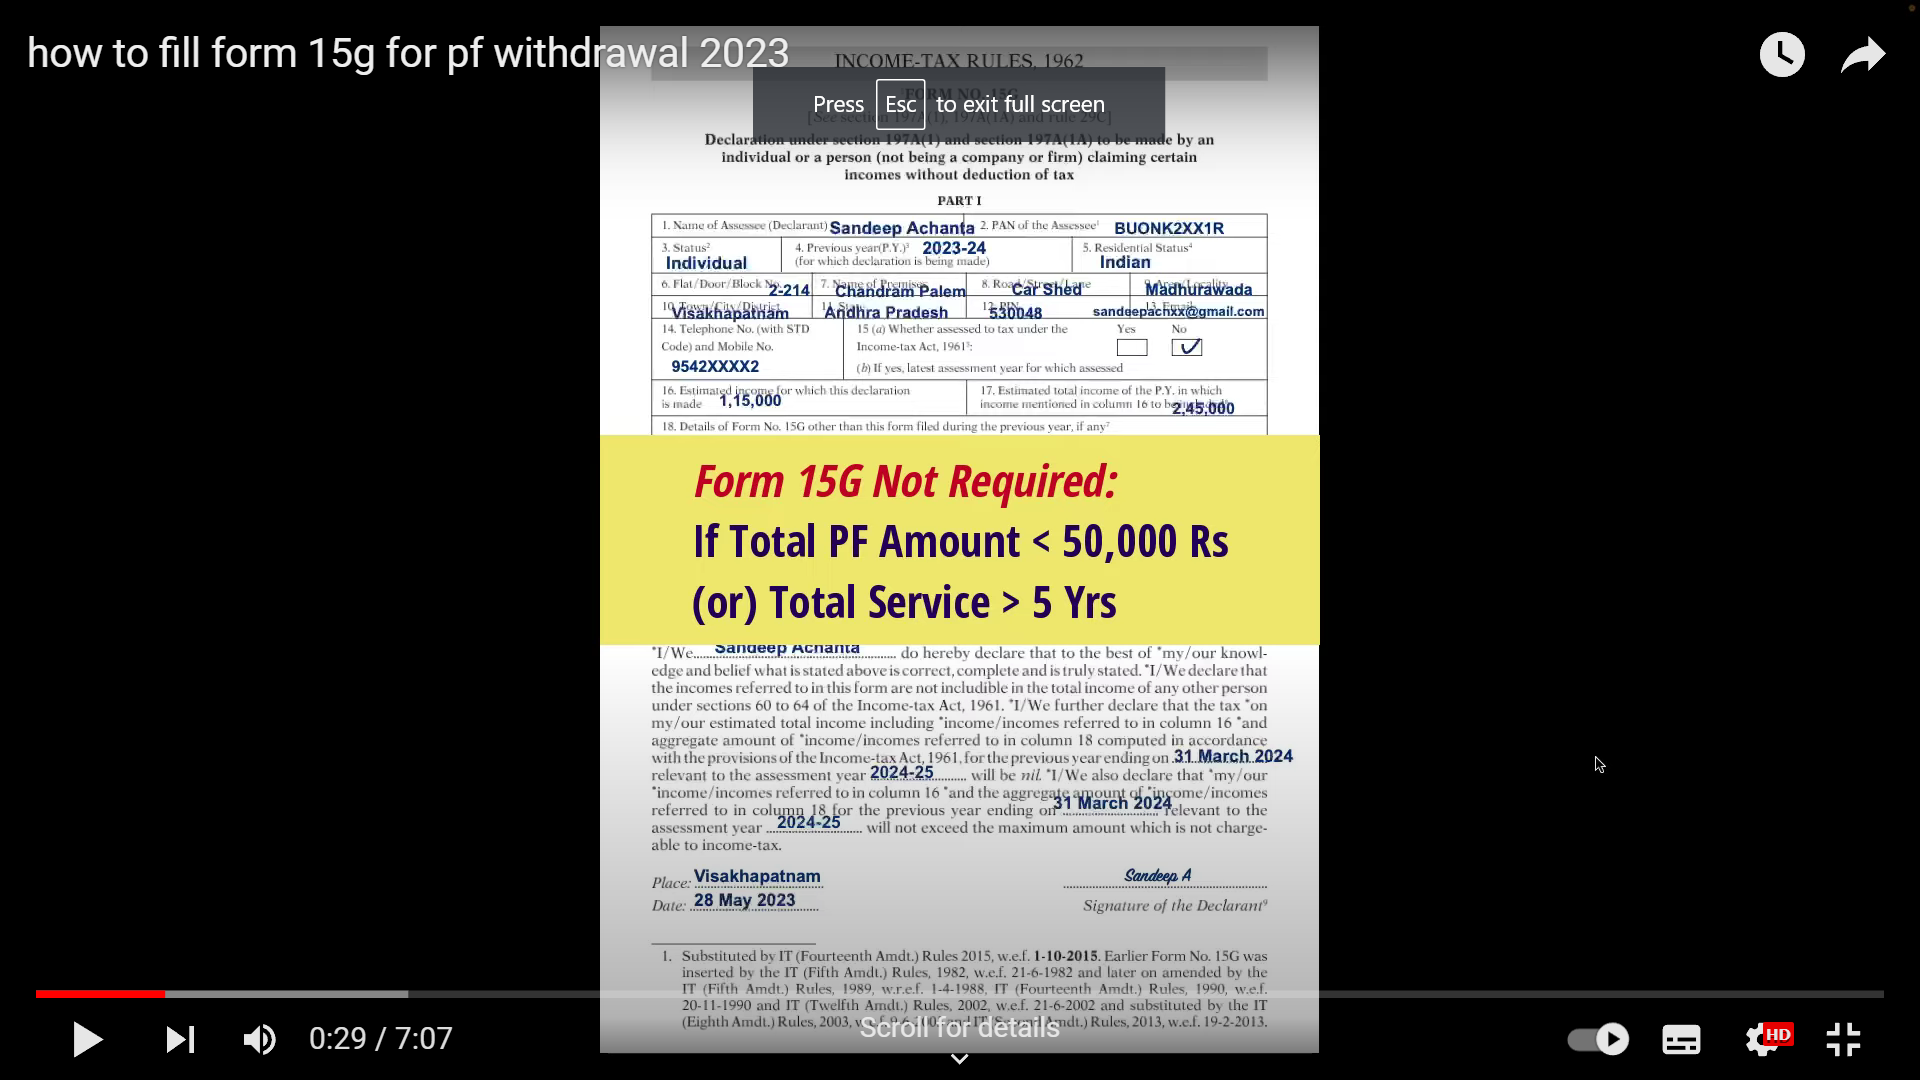 how to fill form 15g for pf withdrawal 2023
INCOME-TAX RULES, 1962
FORM NO. 15G
Press Esc to exit full screen
[See section 197A(1), 197A(1A) and rule 29C]
Declaration under section 197A(1) and section 197A(1A) to be made by an
individual or a person (not being a company or firm) claiming certain
incomes without deduction of tax
PART I
1. Name of Assessee (Declarant) Sandeep Achanta 2. PAN of the Assessee¹ BUONK2XX1R
3. Status² 4. Previous year(P.Y.)³ 2023-24 5. Residential Status⁴
Individual (for which declaration is being made) Indian
6. Flat/Door/Block No. 2-214 7. Name of Premises Chandram Palem 8. Road/Street/Lane Car Shed 9. Area/Locality Madhurawada
10. Town/City/District Visakhapatnam 11. State Andhra Pradesh 12. PIN 530048 13. Email sandeepachxx@gmail.com
14. Telephone No. (with STD 15 (a) Whether assessed to tax under the Yes No
Code) and Mobile No. Income-tax Act, 1961⁵:
9542XXXX2 (b) If yes, latest assessment year for which assessed
16. Estimated income for which this declaration 17. Estimated total income of the P.Y. in which
is made 1,15,000 income mentioned in column 16 to be included⁶ 2,45,000
18. Details of Form No. 15G other than this form filed during the previous year, if any⁷
Form 15G Not Required:
If Total PF Amount < 50,000 Rs
(or) Total Service > 5 Yrs
*I/We Sandeep Achanta do hereby declare that to the best of *my/our knowl-
edge and belief what is stated above is correct, complete and is truly stated. *I/We declare that
the incomes referred to in this form are not includible in the total income of any other person
under sections 60 to 64 of the Income-tax Act, 1961. *I/We further declare that the tax *on
my/our estimated total income including *income/incomes referred to in column 16 *and
aggregate amount of *income/incomes referred to in column 18 computed in accordance
with the provisions of the Income-tax Act, 1961, for the previous year ending on 31 March 2024
relevant to the assessment year 2024-25 will be nil. *I/We also declare that *my/our
*income/incomes referred to in column 16 *and the aggregate amount of *income/incomes
referred to in column 18 for the previous year ending on 31 March 2024 relevant to the
assessment year 2024-25 will not exceed the maximum amount which is not charge-
able to income-tax.
Place: Visakhapatnam Sandeep A
Date: 28 May 2023 Signature of the Declarant⁹
1. Substituted by IT (Fourteenth Amdt.) Rules 2015, w.e.f. 1-10-2015. Earlier Form No. 15G was
inserted by the IT (Fifth Amdt.) Rules, 1982, w.e.f. 21-6-1982 and later on amended by the
IT (Fifth Amdt.) Rules, 1989, w.r.e.f. 1-4-1988, IT (Fourteenth Amdt.) Rules, 1990, w.e.f.
20-11-1990 and IT (Twelfth Amdt.) Rules, 2002, w.e.f. 21-6-2002 and substituted by the IT
(Eighth Amdt.) Rules, 2003, Amdt.) Rules, 2013, w.e.f. 19-2-2013.
Scroll for details
0:29 / 7:07
HD